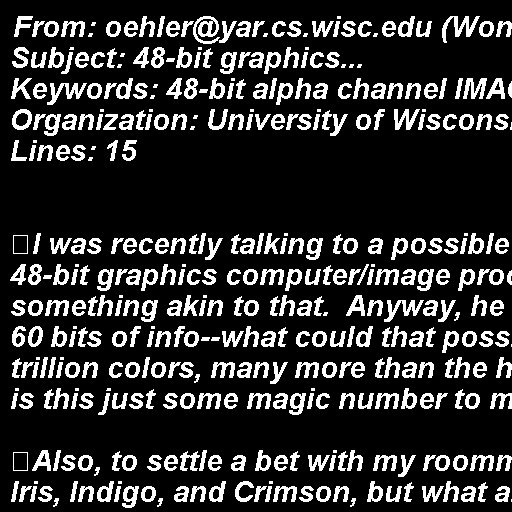 From: oehler@yar.cs.wisc.edu (Won
Subject: 48-bit graphics...
Keywords: 48-bit alpha channel IMA
Organization: University of Wiscons
Lines: 15
I was recently talking to a possible
48-bit graphics computer/image proc
something akin to that.  Anyway, he
60 bits of info--what could that poss
trillion colors, many more than the h
is this just some magic number to m
Also, to settle a bet with my roomm
Iris, Indigo, and Crimson, but what a